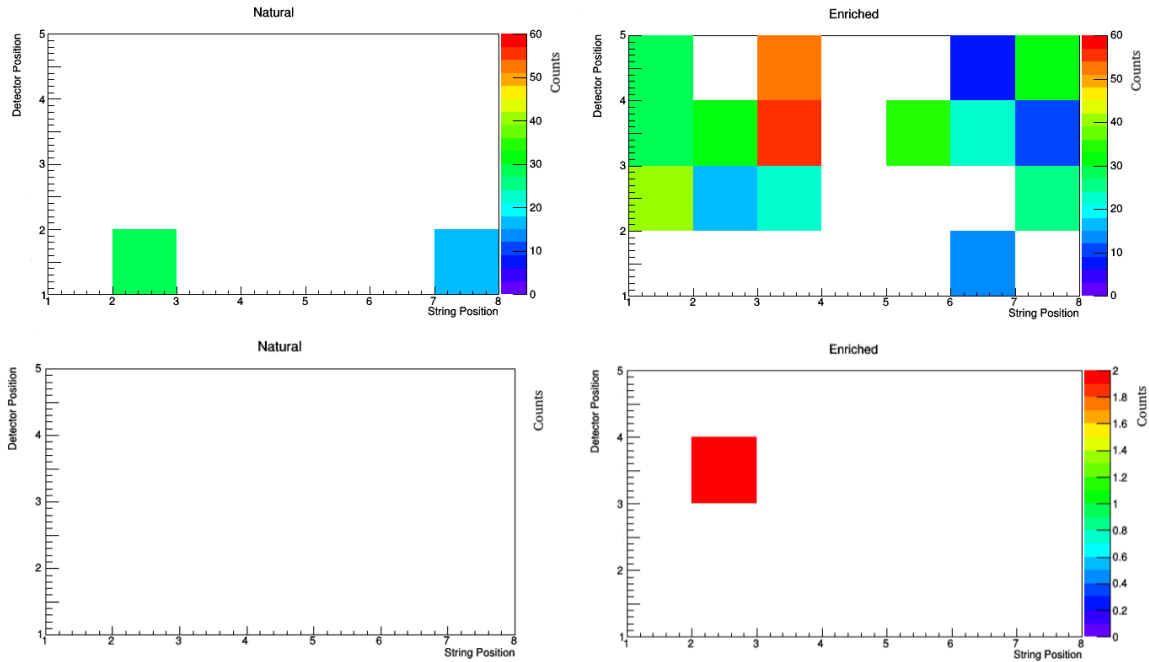 Natural
Detector Position
5
4
3
2
1
1 2 3 4 5 6 7 8
String Position
60
50
40
30
20
10
0
Counts
Enriched
Detector Position
5
4
3
2
1
1 2 3 4 5 6 7 8
String Position
60
50
40
30
20
10
0
Counts
Natural
Detector Position
5
4
3
2
1
1 2 3 4 5 6 7 8
String Position
Counts
Enriched
Detector Position
5
4
3
2
1
1 2 3 4 5 6 7 8
String Position
2
1.8
1.6
1.4
1.2
1
0.8
0.6
0.4
0.2
0
Counts